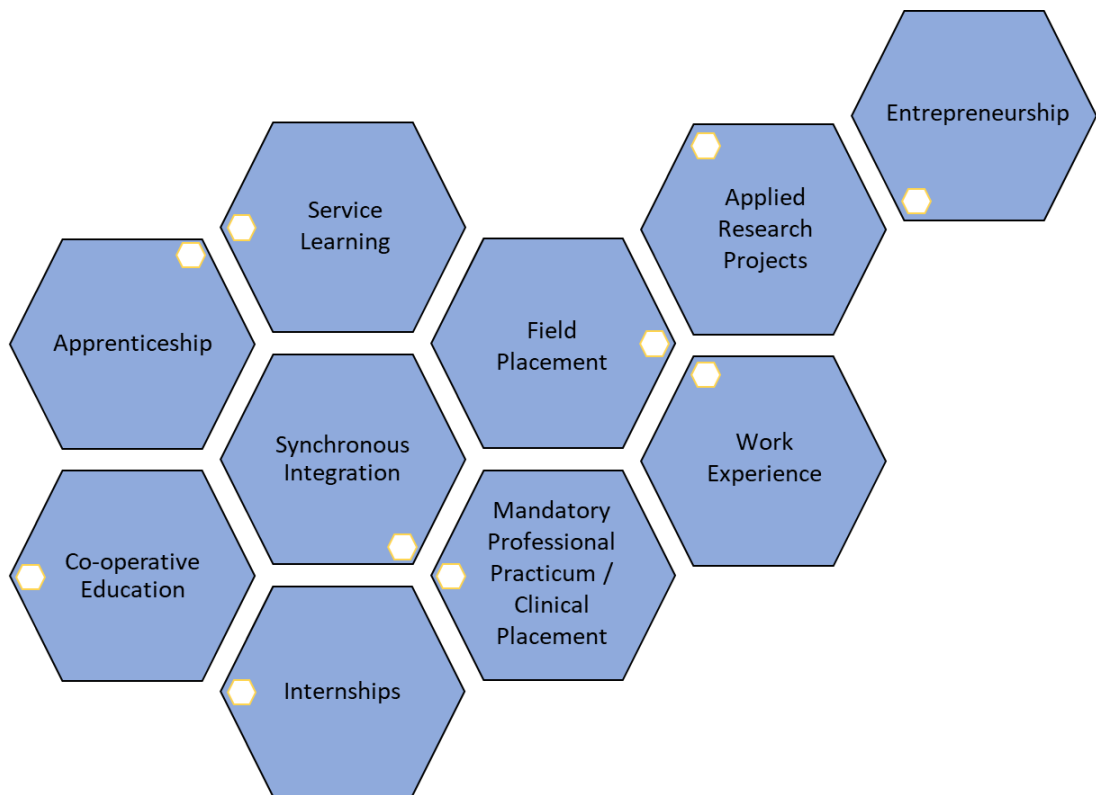 Entrepreneurship
Applied
Research
Projects
Service
Learning
Field
Placement
Apprenticeship
Work
Experience
Synchronous
Integration
Mandatory
Professional
Practicum /
Clinical
Placement
Co-operative
Education
Internships